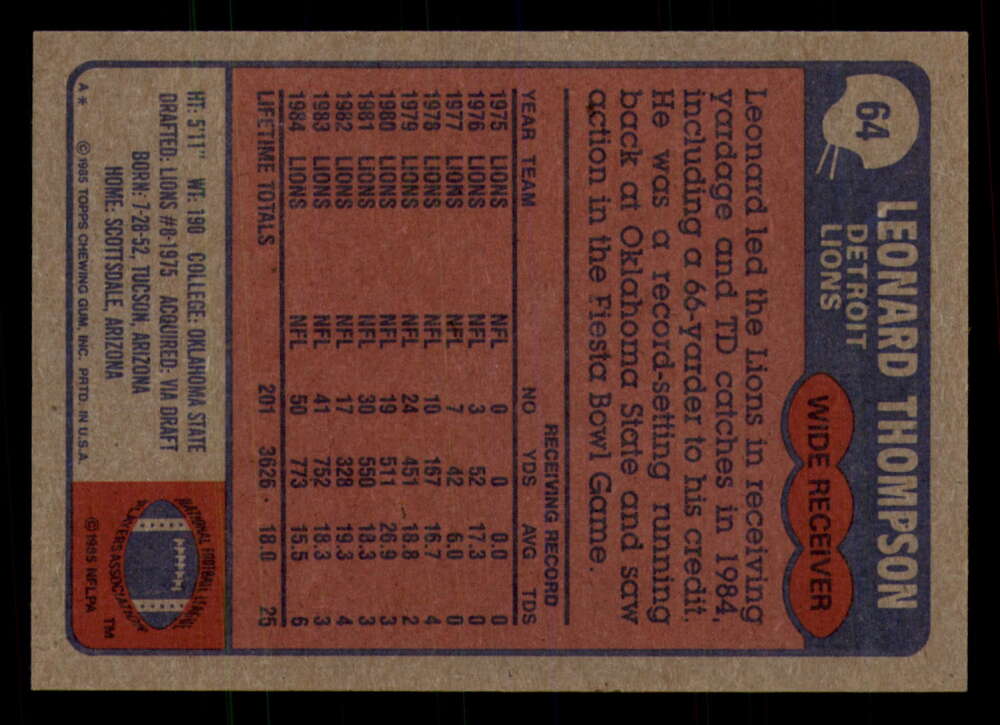 64
LEONARD THOMPSON
DETROIT
LIONS
WIDE RECEIVER
Leonard led the Lions in receiving
yardage and TD catches in 1984,
including a 66-yarder to his credit.
He was a record-setting running
back at Oklahoma State and saw
action in the Fiesta Bowl Game.
RECEIVING RECORD
YEAR TEAM NO YDS AVG TDS
1975 LIONS NFL 0 0 0.0 0
1976 LIONS NFL 3 52 17.3 0
1977 LIONS NFL 7 42 6.0 0
1978 LIONS NFL 10 167 16.7 4
1979 LIONS NFL 24 451 18.8 2
1980 LIONS NFL 19 511 26.9 3
1981 LIONS NFL 30 550 18.3 3
1982 LIONS NFL 17 328 19.3 4
1983 LIONS NFL 41 752 18.3 3
1984 LIONS NFL 50 773 15.5 6
LIFETIME TOTALS 201 3626 18.0 25
HT: 5'11" WT: 190 COLLEGE: OKLAHOMA STATE
DRAFTED: LIONS #8-1975 ACQUIRED: VIA DRAFT
BORN: 7-28-52, TUCSON, ARIZONA
HOME: SCOTTSDALE, ARIZONA
A* © 1985 TOPPS CHEWING GUM, INC. PRTD. IN U.S.A.
NATIONAL FOOTBALL LEAGUE
PLAYERS ASSOCIATION
© 1985 NFLPA TM